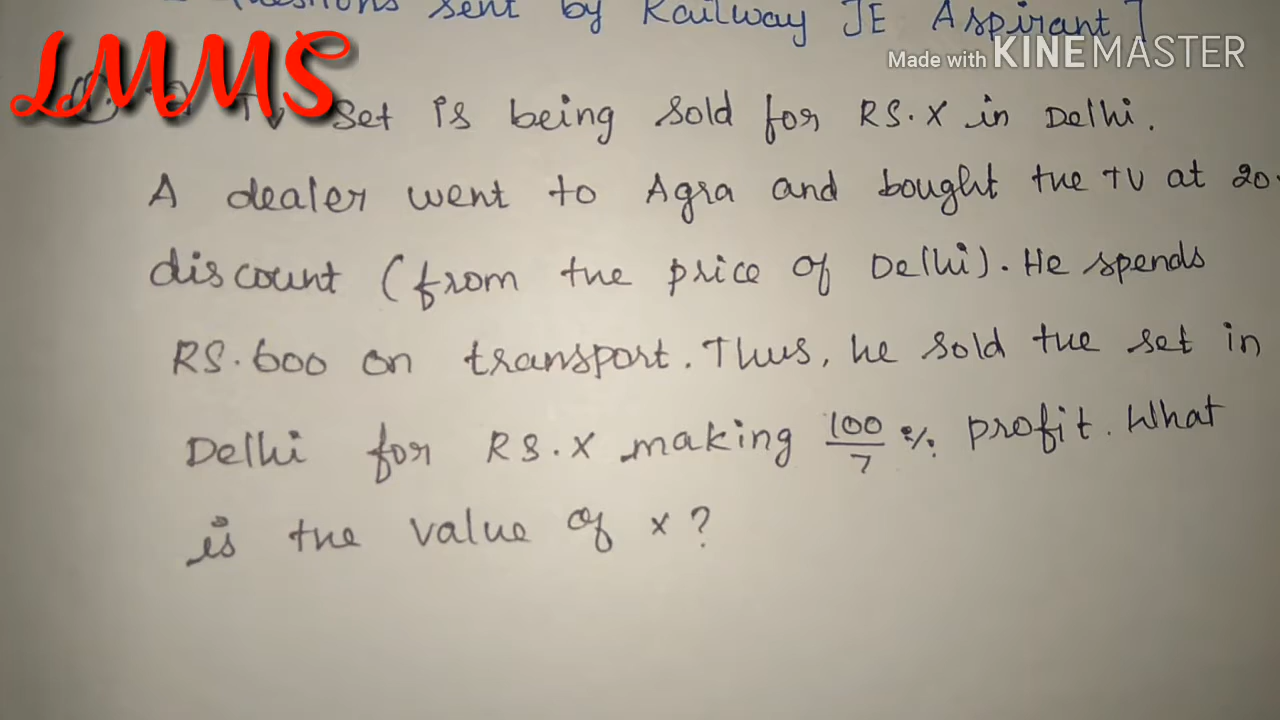 Questions sent by Railway JE Aspirant]
Made with KINEMASTER
LMMS
TV Set is being sold for RS.X in Delhi.
A dealer went to Agra and bought the TV at 20
discount (from the price of Delhi). He spends
RS.600 on transport. Thus, he sold the set in
Delhi for RS.X making 100/7 % profit. What
is the value of x?